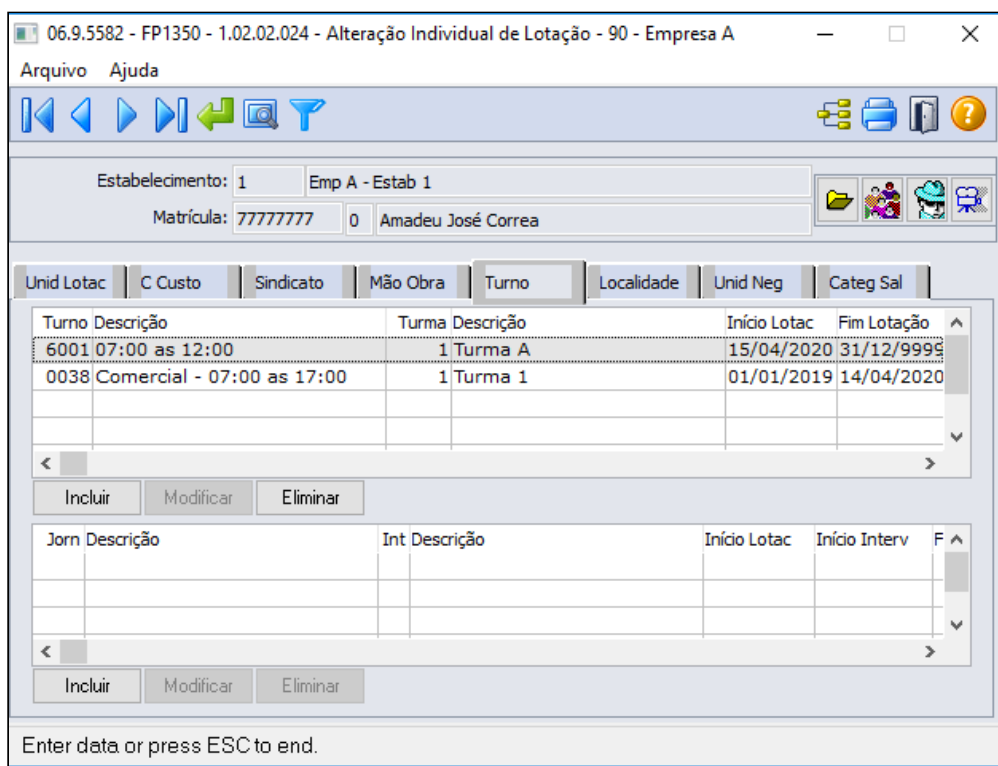 06.9.5582 - FP1350 - 1.02.02.024 - Alteração Individual de Lotação - 90 - Empresa A
Arquivo Ajuda
Estabelecimento: 1 Emp A - Estab 1
Matrícula: 77777777 0 Amadeu José Correa
Unid Lotac C Custo Sindicato Mão Obra Turno Localidade Unid Neg Categ Sal
Turno Descrição Turma Descrição Início Lotac Fim Lotação
6001 07:00 as 12:00 1 Turma A 15/04/2020 31/12/9999
0038 Comercial - 07:00 as 17:00 1 Turma 1 01/01/2019 14/04/2020
Incluir Modificar Eliminar
Jorn Descrição Int Descrição Início Lotac Início Interv F
Incluir Modificar Eliminar
Enter data or press ESC to end.